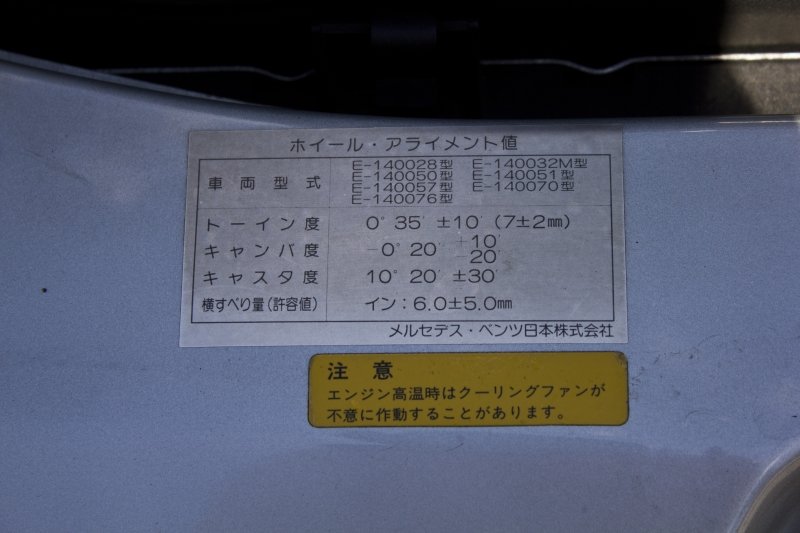 ホイール・アライメント値
車両型式
E-140028型 E-140032M型
E-140050型 E-140051型
E-140057型 E-140070型
E-140076型
トーイン度 0° 35′ ±10′ (7±2㎜)
キャンバ度 -0° 20′ +10′ -20′
キャスタ度 10° 20′ ±30′
横すべり量(許容値) イン:6.0±5.0㎜
メルセデス・ベンツ日本株式会社
注 意
エンジン高温時はクーリングファンが
不意に作動することがあります。